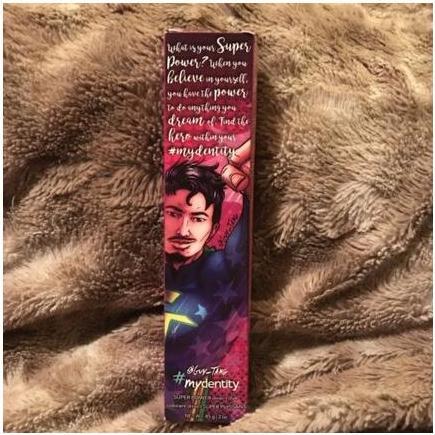 What is your Super
Power? When you
believe in yourself,
you have the power
to do anything you
dream of. Find the
hero within your
#mydentity
@Guy_Tang
#mydentity
SUPER POWER
SUPER